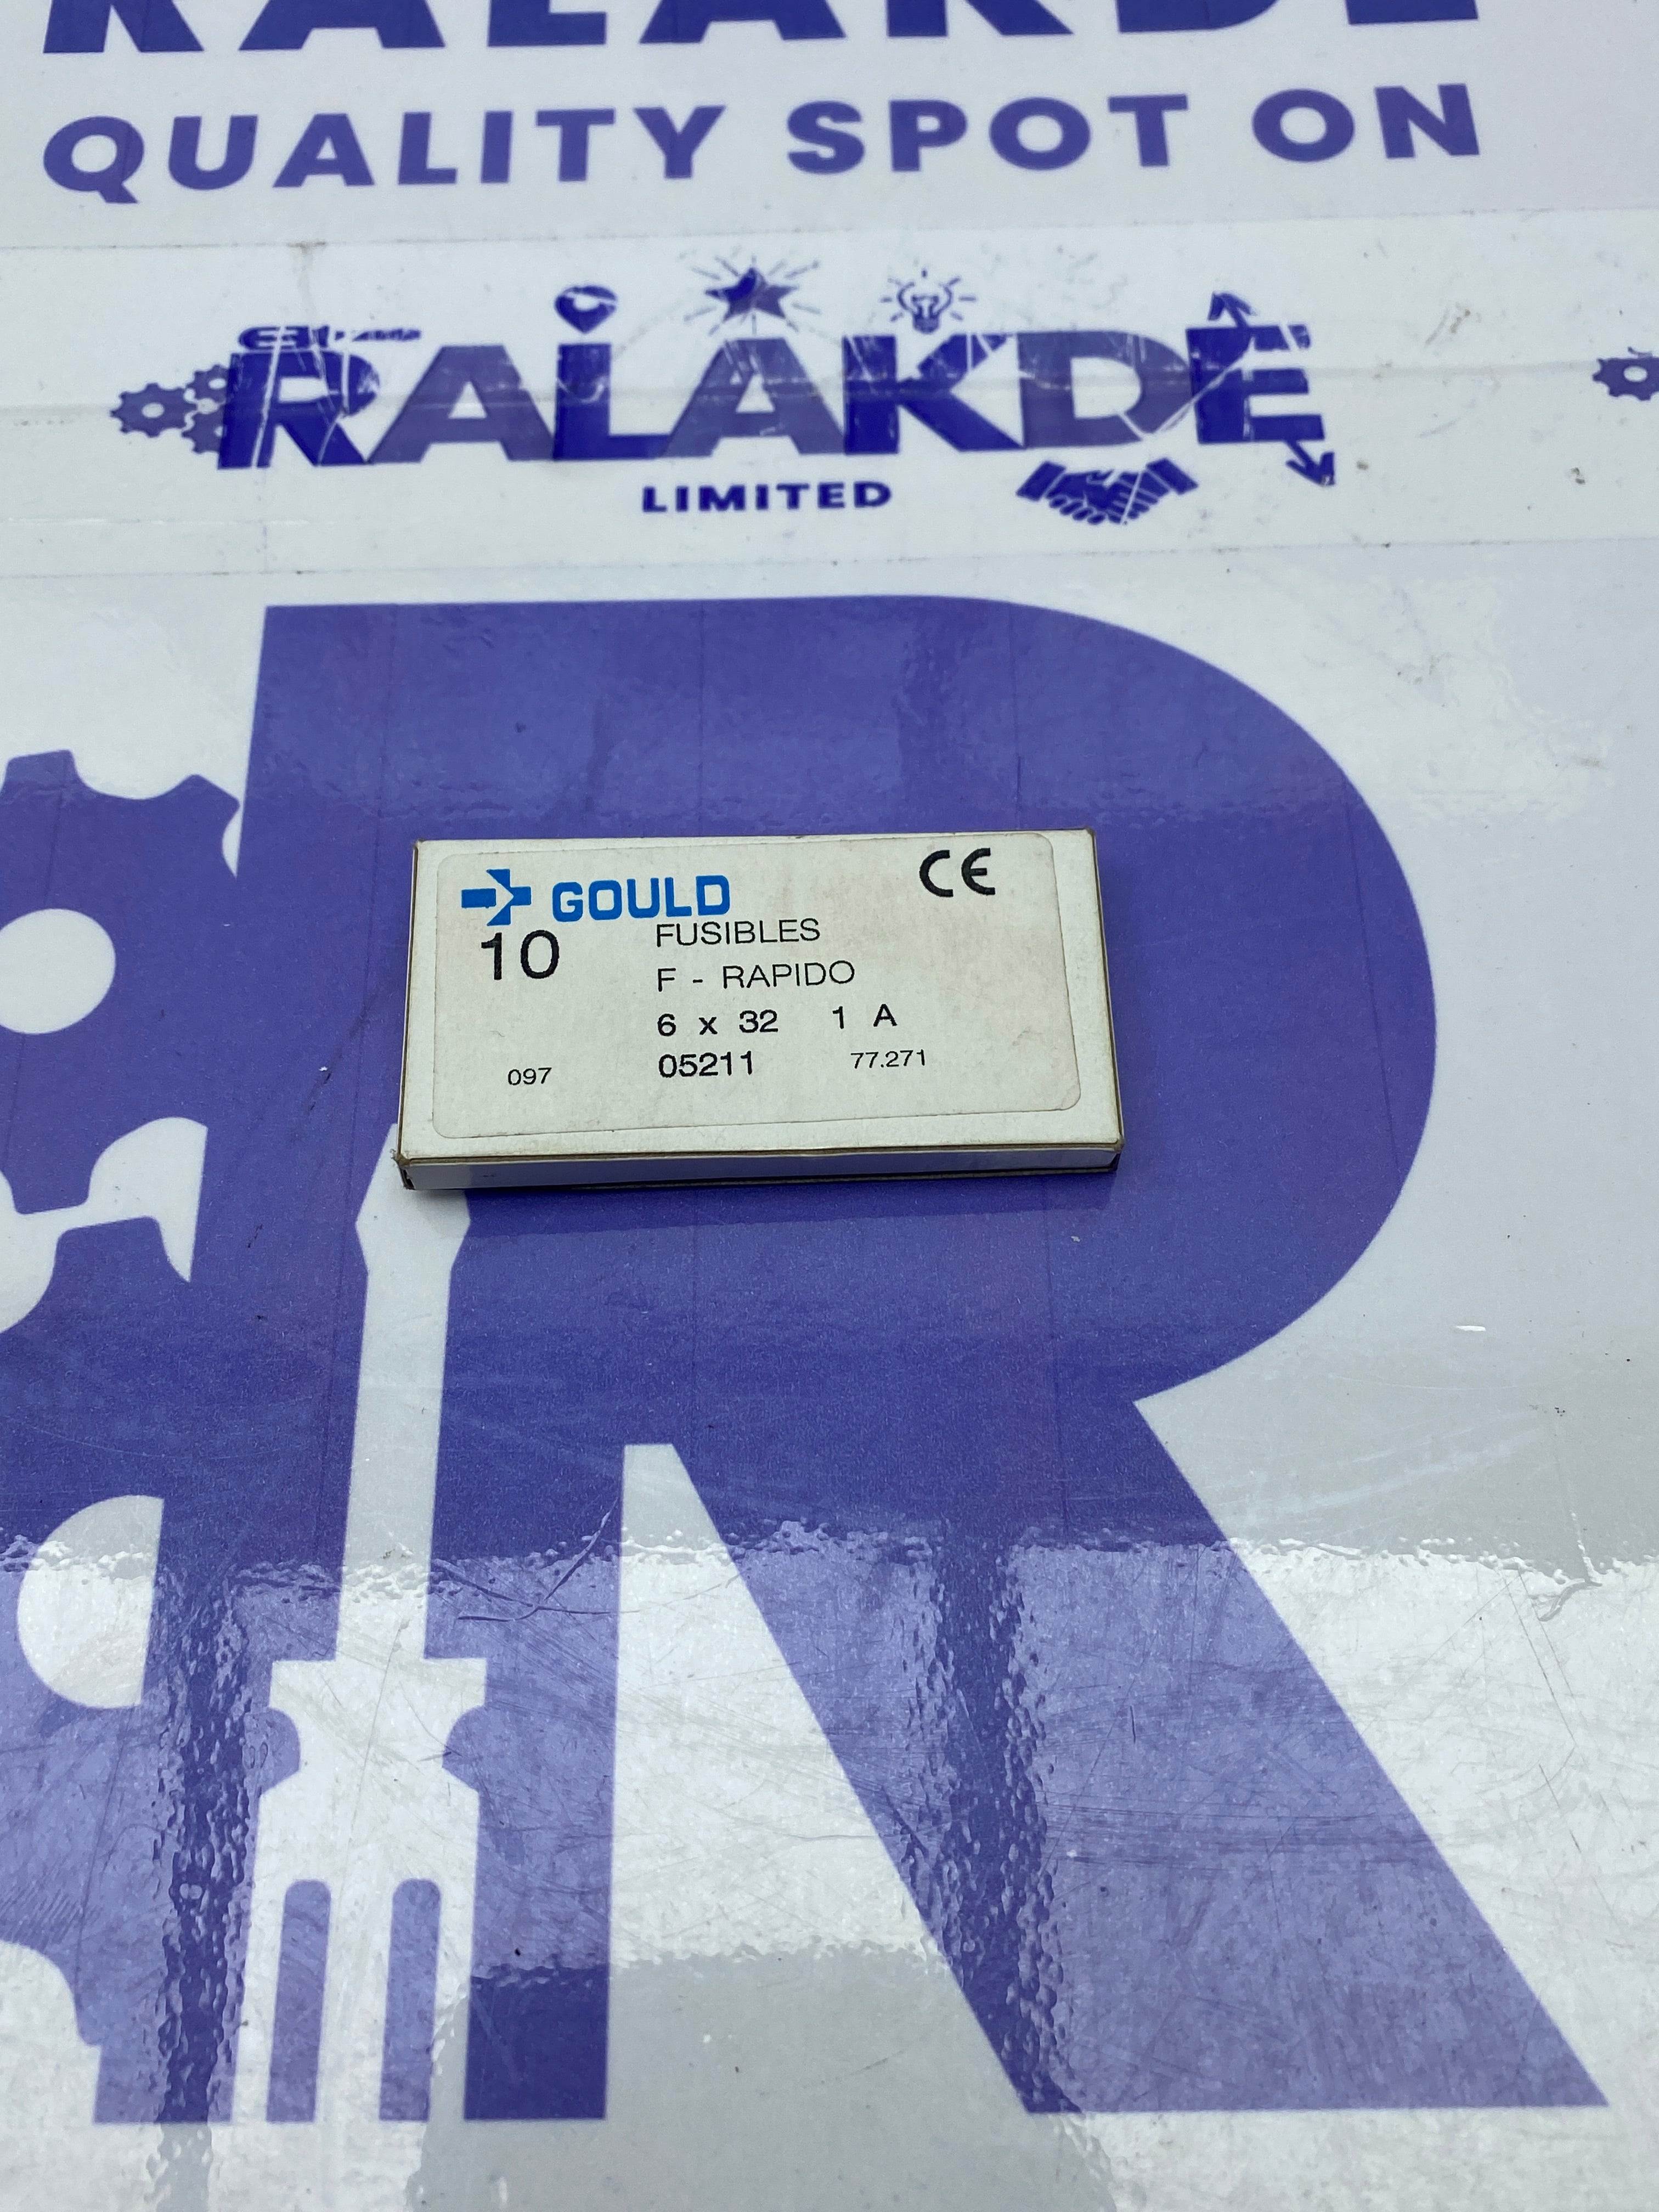 RALAKDE
QUALITY SPOT ON
RALAKDE
LIMITED
GOULD
CE
10
FUSIBLES
F - RAPIDO
6 x 32 1 A
097 05211 77.271
R